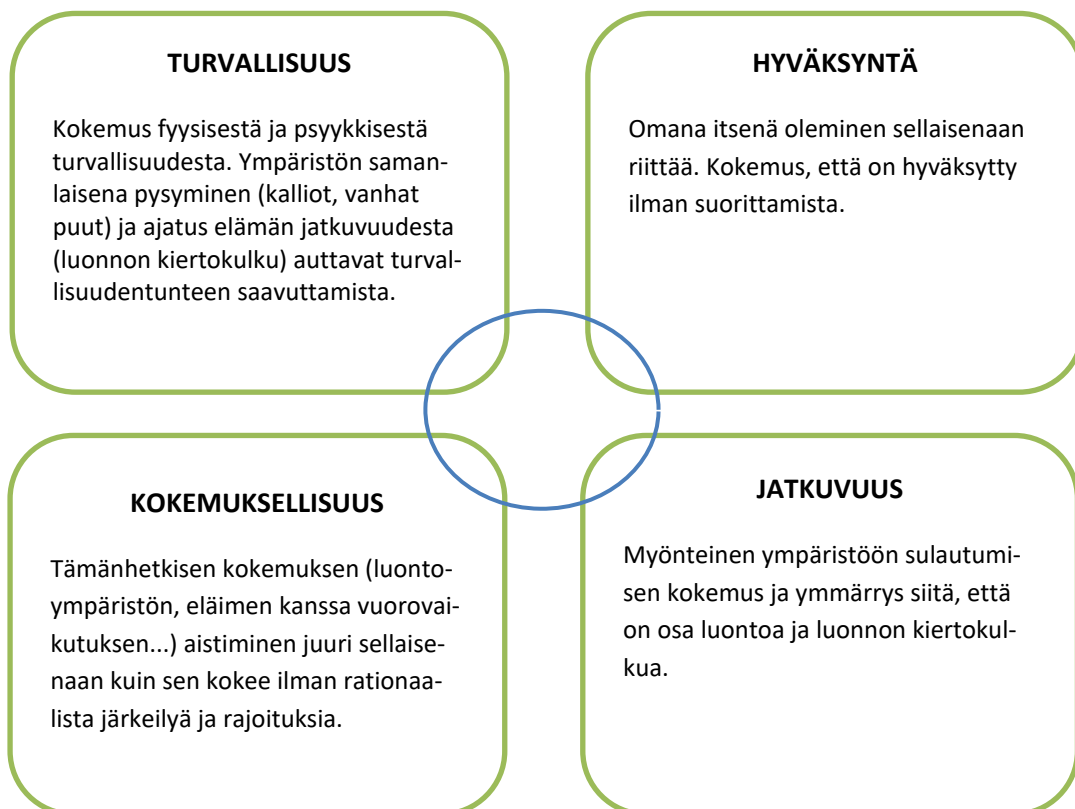 TURVALLISUUS
Kokemus fyysisestä ja psyykkisestä
turvallisuudesta. Ympäristön saman-
laisena pysyminen (kalliot, vanhat
puut) ja ajatus elämän jatkuvuudesta
(luonnon kiertokulku) auttavat turval-
lisuudentunteen saavuttamista.
HYVÄKSYNTÄ
Omana itsenä oleminen sellaisenaan
riittää. Kokemus, että on hyväksytty
ilman suorittamista.
KOKEMUKSELLISUUS
Tämänhetkisen kokemuksen (luonto-
ympäristön, eläimen kanssa vuorovai-
kutuksen...) aistiminen juuri sellaise-
naan kuin sen kokee ilman rationaa-
lista järkeilyä ja rajoituksia.
JATKUVUUS
Myönteinen ympäristöön sulautumi-
sen kokemus ja ymmärrys siitä, että
on osa luontoa ja luonnon kiertokul-
kua.